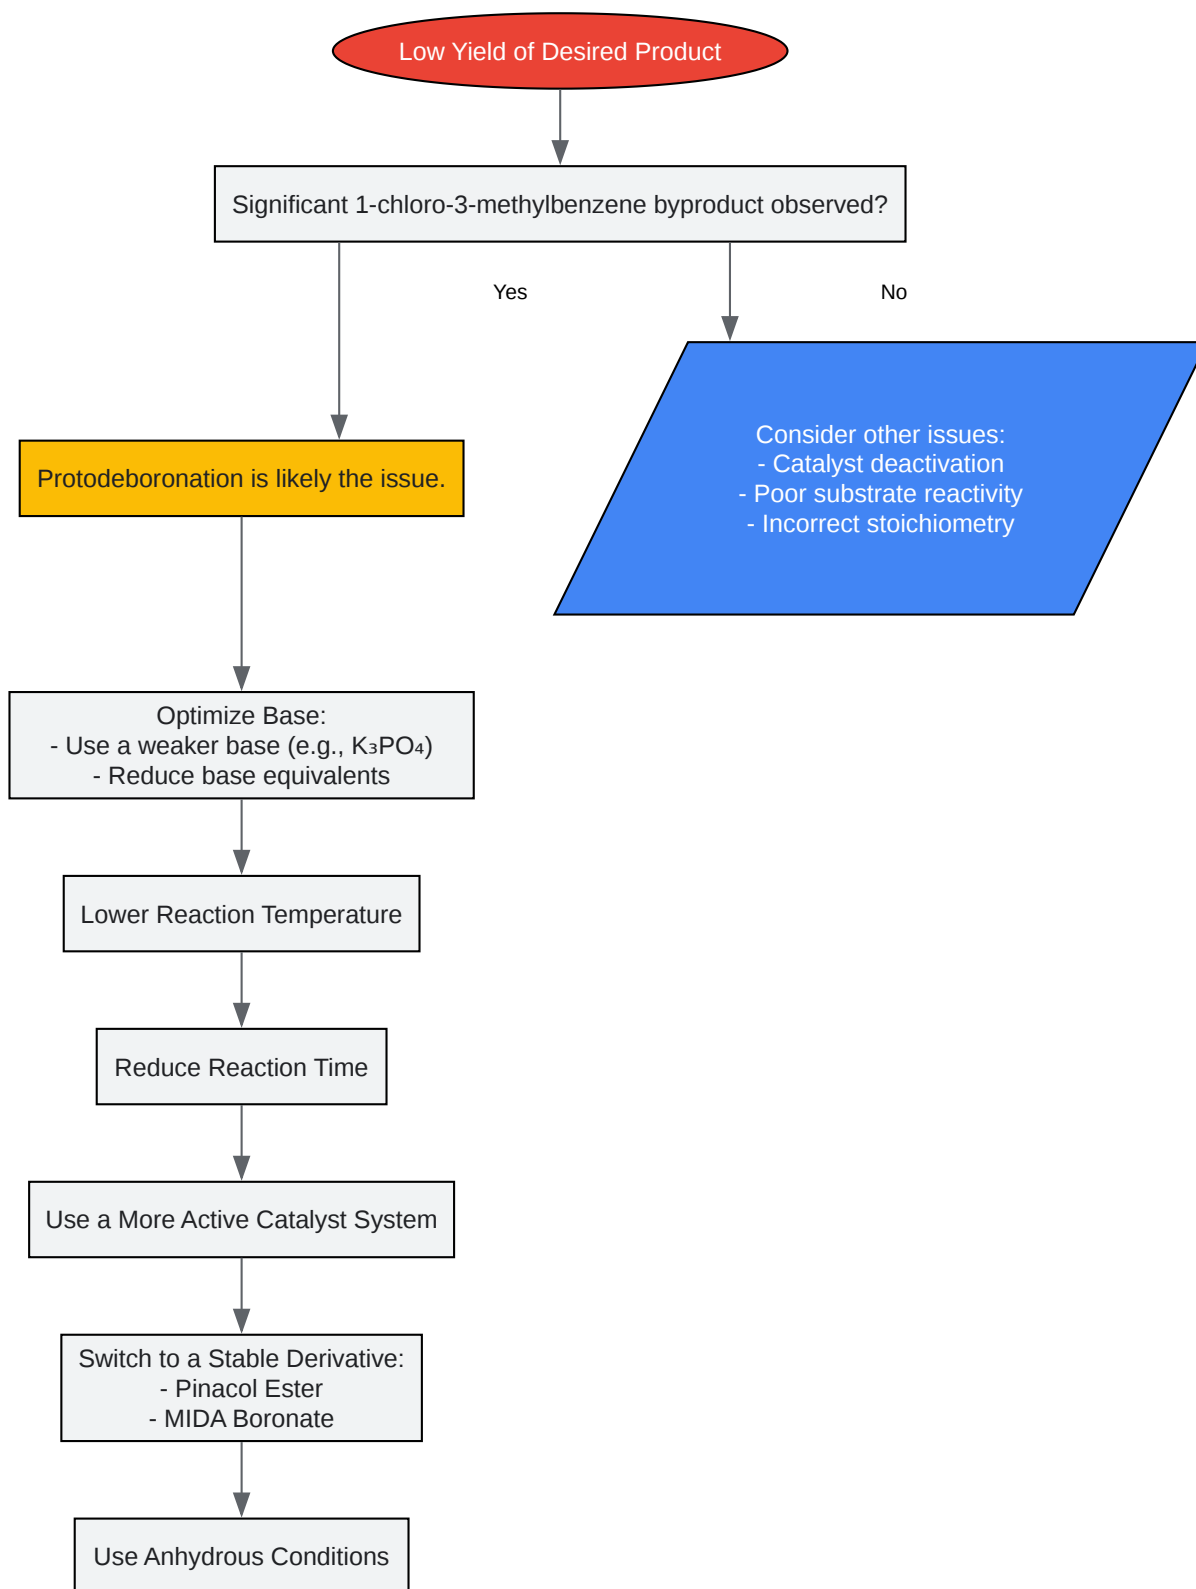 Low Yield of Desired Product
Significant 1-chloro-3-methylbenzene byproduct observed?
Yes
No
Consider other issues:
- Catalyst deactivation
- Poor substrate reactivity
- Incorrect stoichiometry
Protodeboronation is likely the issue.
Optimize Base:
- Use a weaker base (e.g., K₃PO₄)
- Reduce base equivalents
Lower Reaction Temperature
Reduce Reaction Time
Use a More Active Catalyst System
Switch to a Stable Derivative:
- Pinacol Ester
- MIDA Boronate
Use Anhydrous Conditions